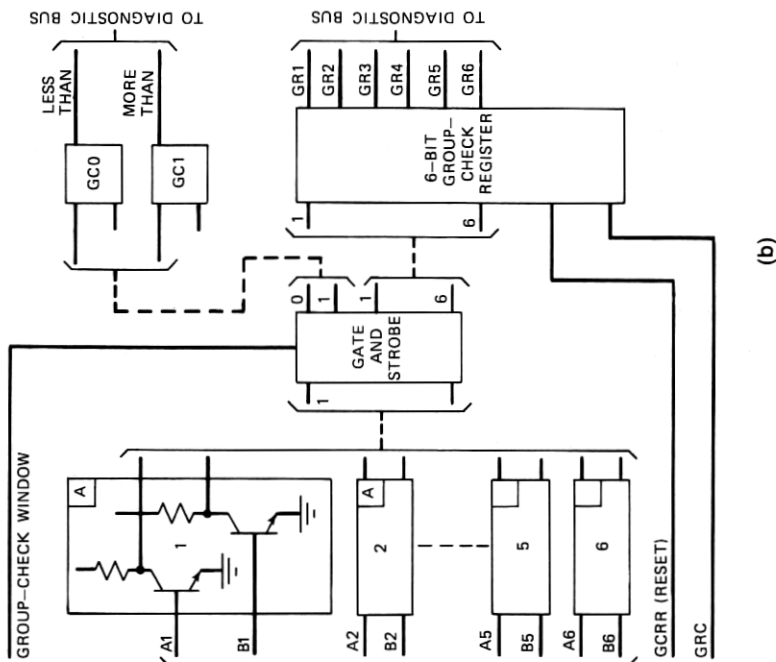 TO DIAGNOSTIC BUS
TO DIAGNOSTIC BUS
LESS
THAN
MORE
THAN
GC0
GC1
GR1
GR2
GR3
GR4
GR5
GR6
6-BIT
GROUP-
CHECK
REGISTER
1
6
0
1
1
6
GATE
AND
STROBE
1
GROUP-CHECK WINDOW
A
1
A1
B1
A
2
A2
B2
5
A5
B5
6
A6
B6
GCRR (RESET)
GRC
(b)